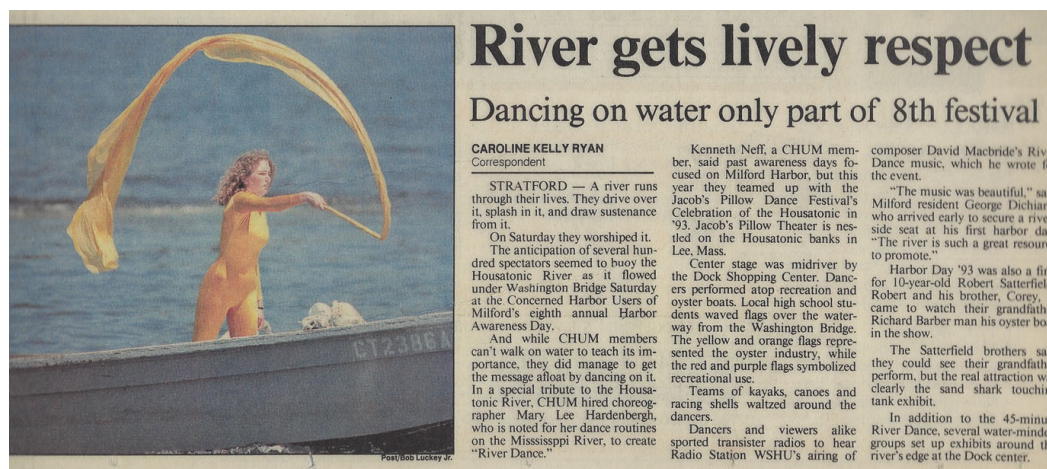 River gets lively respect
Dancing on water only part of 8th festival
CAROLINE KELLY RYAN
Correspondent
STRATFORD — A river runs
through their lives. They drive over
it, splash in it, and draw sustenance
from it.
On Saturday they worshiped it.
The anticipation of several hun-
dred spectators seemed to buoy the
Housatonic River as it flowed
under Washington Bridge Saturday
at the Concerned Harbor Users of
Milford's eighth annual Harbor
Awareness Day.
And while CHUM members
can't walk on water to teach its im-
portance, they did manage to get
the message afloat by dancing on it.
In a special tribute to the Housa-
tonic River, CHUM hired choreog-
rapher Mary Lee Hardenbergh,
who is noted for her dance routines
on the Mississsppi River, to create
"River Dance."
Kenneth Neff, a CHUM mem-
ber, said past awareness days fo-
cused on Milford Harbor, but this
year they teamed up with the
Jacob's Pillow Dance Festival's
Celebration of the Housatonic in
'93. Jacob's Pillow Theater is nes-
tled on the Housatonic banks in
Lee, Mass.
Center stage was midriver by
the Dock Shopping Center. Danc-
ers performed atop recreation and
oyster boats. Local high school stu-
dents waved flags over the water-
way from the Washington Bridge.
The yellow and orange flags repre-
sented the oyster industry, while
the red and purple flags symbolized
recreational use.
Teams of kayaks, canoes and
racing shells waltzed around the
dancers.
Dancers and viewers alike
sported transister radios to hear
Radio Station WSHU's airing of
composer David Macbride's
Dance music, which he wrote
the event.
"The music was beautiful,"
Milford resident George
who arrived early to secure a
side seat at his first harbor
"The river is such a great
to promote."
Harbor Day '93 was also a
for 10-year-old Robert
Robert and his brother, Corey,
came to watch their
Richard Barber man his oyster
in the show.
The Satterfield brothers
they could see their
perform, but the real attraction
clearly the sand shark
tank exhibit.
In addition to the
River Dance, several
groups set up exhibits around
river's edge at the Dock center.
CT2386A
Post/Bob Luckey Jr.